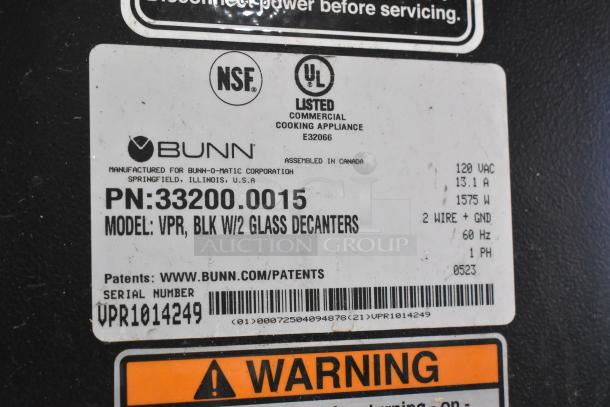 power before servicing.
NSF®
UL
LISTED
COMMERCIAL
COOKING APPLIANCE
E32066
BUNN®
ASSEMBLED IN CANADA
MANUFACTURED FOR BUNN-O-MATIC CORPORATION
SPRINGFIELD, ILLINOIS, U.S.A
PN:33200.0015
MODEL: VPR, BLK W/2 GLASS DECANTERS
120 VAC
13.1 A
1575 W
2 WIRE + GND
60 Hz
1 PH
0523
AUCTION GROUP
Patents: WWW.BUNN.COM/PATENTS
SERIAL NUMBER
VPR1014249
(01)00072504094878(21)VPR1014249
WARNING